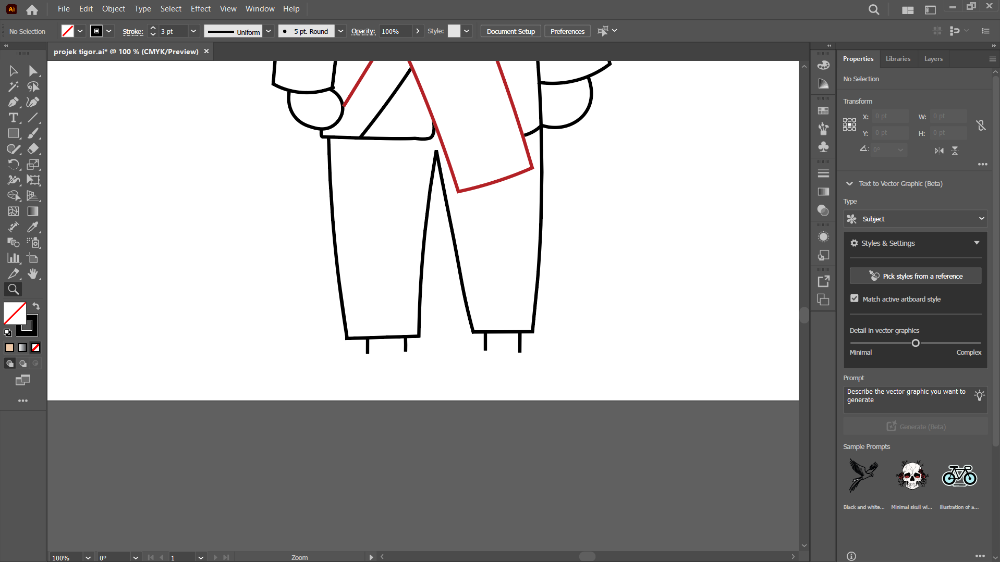 Ai File Edit Object Type Select Effect View Window Help
No Selection Stroke: 3 pt Uniform 5 pt. Round Opacity: 100% Style: Document Setup Preferences
projek tigor.ai* @ 100 % (CMYK/Preview)
Properties Libraries Layers
No Selection
Transform
X: 0 pt W: 0 pt
Y: 0 pt H: 0 pt
0°
Text to Vector Graphic (Beta)
Type
Subject
Styles & Settings
Pick styles from a reference
Match active artboard style
Detail in vector graphics
Minimal Complex
Prompt
Describe the vector graphic you want to
generate
Generate (Beta)
Sample Prompts
Black and white... Minimal skull wi... illustration of a...
100% 0° 1 Zoom